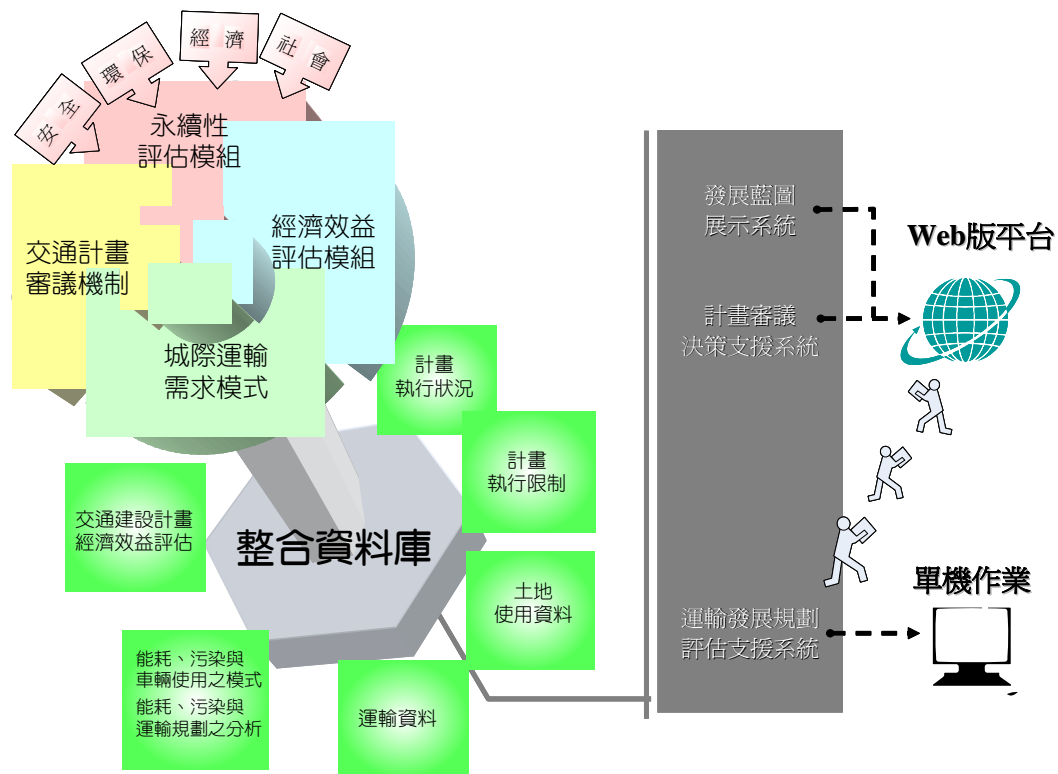 安全
環保
經濟
社會
永續性
評估模組
經濟效益
評估模組
交通計畫
審議機制
城際運輸
需求模式
計畫
執行狀況
計畫
執行限制
交通建設計畫
經濟效益評估
整合資料庫
土地
使用資料
能耗、污染與
車輛使用之模式
能耗、污染與
運輸規劃之分析
運輸資料
發展藍圖
展示系統
計畫審議
決策支援系統
運輸發展規劃
評估支援系統
Web版平台
單機作業